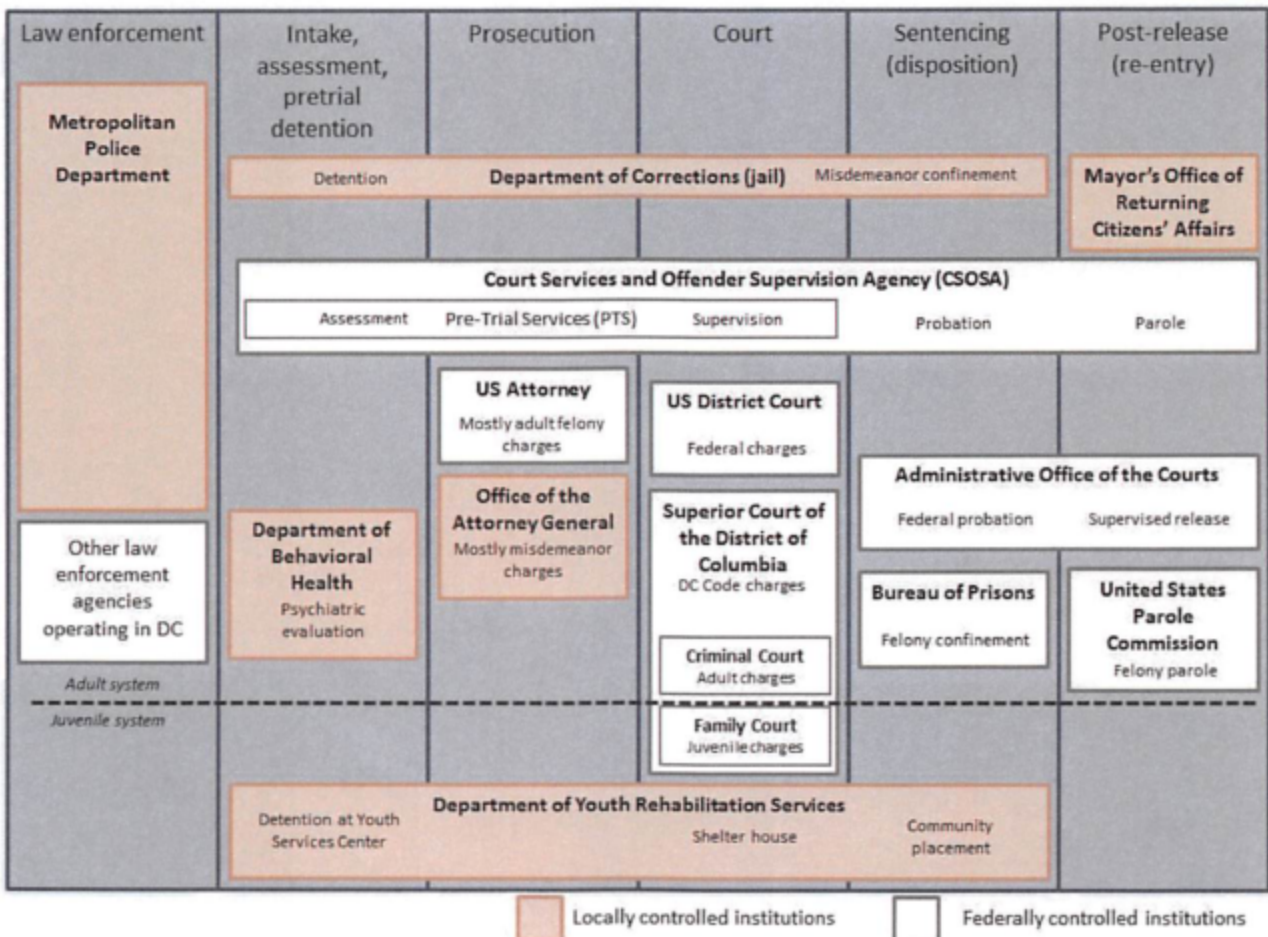 Law enforcement
Intake,
assessment,
pretrial
detention
Prosecution
Court
Sentencing
(disposition)
Post-release
(re-entry)
Metropolitan
Police
Department
Detention
Department of Corrections (jail)
Misdemeanor confinement
Mayor's Office of
Returning
Citizens' Affairs
Court Services and Offender Supervision Agency (CSOSA)
Assessment
Pre-Trial Services (PTS)
Supervision
Probation
Parole
US Attorney
Mostly adult felony
charges
US District Court
Federal charges
Administrative Office of the Courts
Federal probation
Supervised release
Office of the
Attorney General
Mostly misdemeanor
charges
Superior Court of
the District of
Columbia
DC Code charges
Department of
Behavioral
Health
Psychiatric
evaluation
Other law
enforcement
agencies
operating in DC
Bureau of Prisons
Felony confinement
United States
Parole
Commission
Felony parole
Criminal Court
Adult charges
Adult system
Juvenile system
Family Court
Juvenile charges
Department of Youth Rehabilitation Services
Detention at Youth
Services Center
Shelter house
Community
placement
Locally controlled institutions
Federally controlled institutions